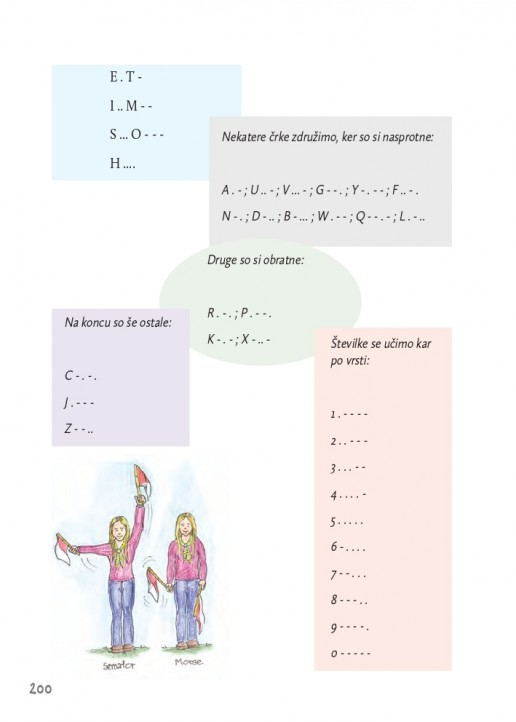 E . T -
I . . M - -
S ... O - - -
H ....
Nekatere črke združimo, ker so si nasprotne:
A . - ; U .. - ; V ... - ; G - - . ; Y - . - - ; F .. - .
N - . ; D - .. ; B - ... ; W . - - ; Q - - . - ; L . - ..
Druge so si obratne:
R . - . ; P . - - .
K - . - ; X - .. -
Na koncu so še ostale:
C - . - .
J . - - -
Z - - ..
Številke se učimo kar
po vrsti:
1 . - - - -
2 . . - - -
3 . . . - -
4 . . . . -
5 . . . . .
6 - . . . .
7 - - . . .
8 - - - . .
9 - - - - .
0 - - - - -
semafor
Morse
200